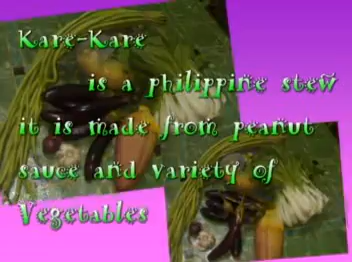 Kare-Kare
is a philippine stew
it is made from peanut
sauce and variety of
Vegetables